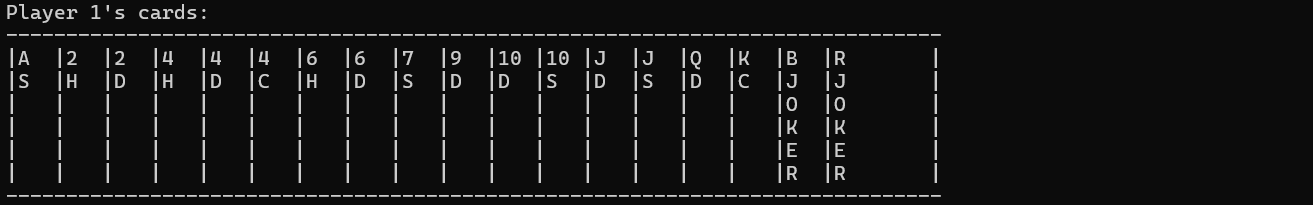 Player 1's cards:
------------------------------------------------------------------------------
|A  |2  |2  |4  |4  |4  |6  |6  |7  |9  |10 |10 |J  |J  |Q  |K  |B  |R       |
|S  |H  |D  |H  |D  |C  |H  |D  |S  |D  |D  |S  |D  |S  |D  |C  |J  |J       |
|   |   |   |   |   |   |   |   |   |   |   |   |   |   |   |   |O  |O       |
|   |   |   |   |   |   |   |   |   |   |   |   |   |   |   |   |K  |K       |
|   |   |   |   |   |   |   |   |   |   |   |   |   |   |   |   |E  |E       |
|   |   |   |   |   |   |   |   |   |   |   |   |   |   |   |   |R  |R       |
------------------------------------------------------------------------------